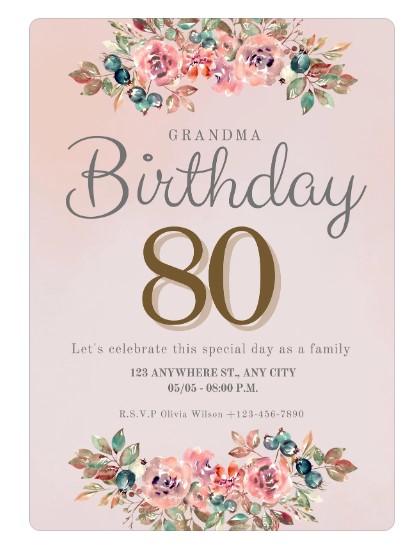 GRANDMA
Birthday
80
Let's celebrate this special day as a family
123 ANYWHERE ST., ANY CITY
05/05 - 08:00 P.M.
R.S.V.P Olivia Wilson +123-456-7890